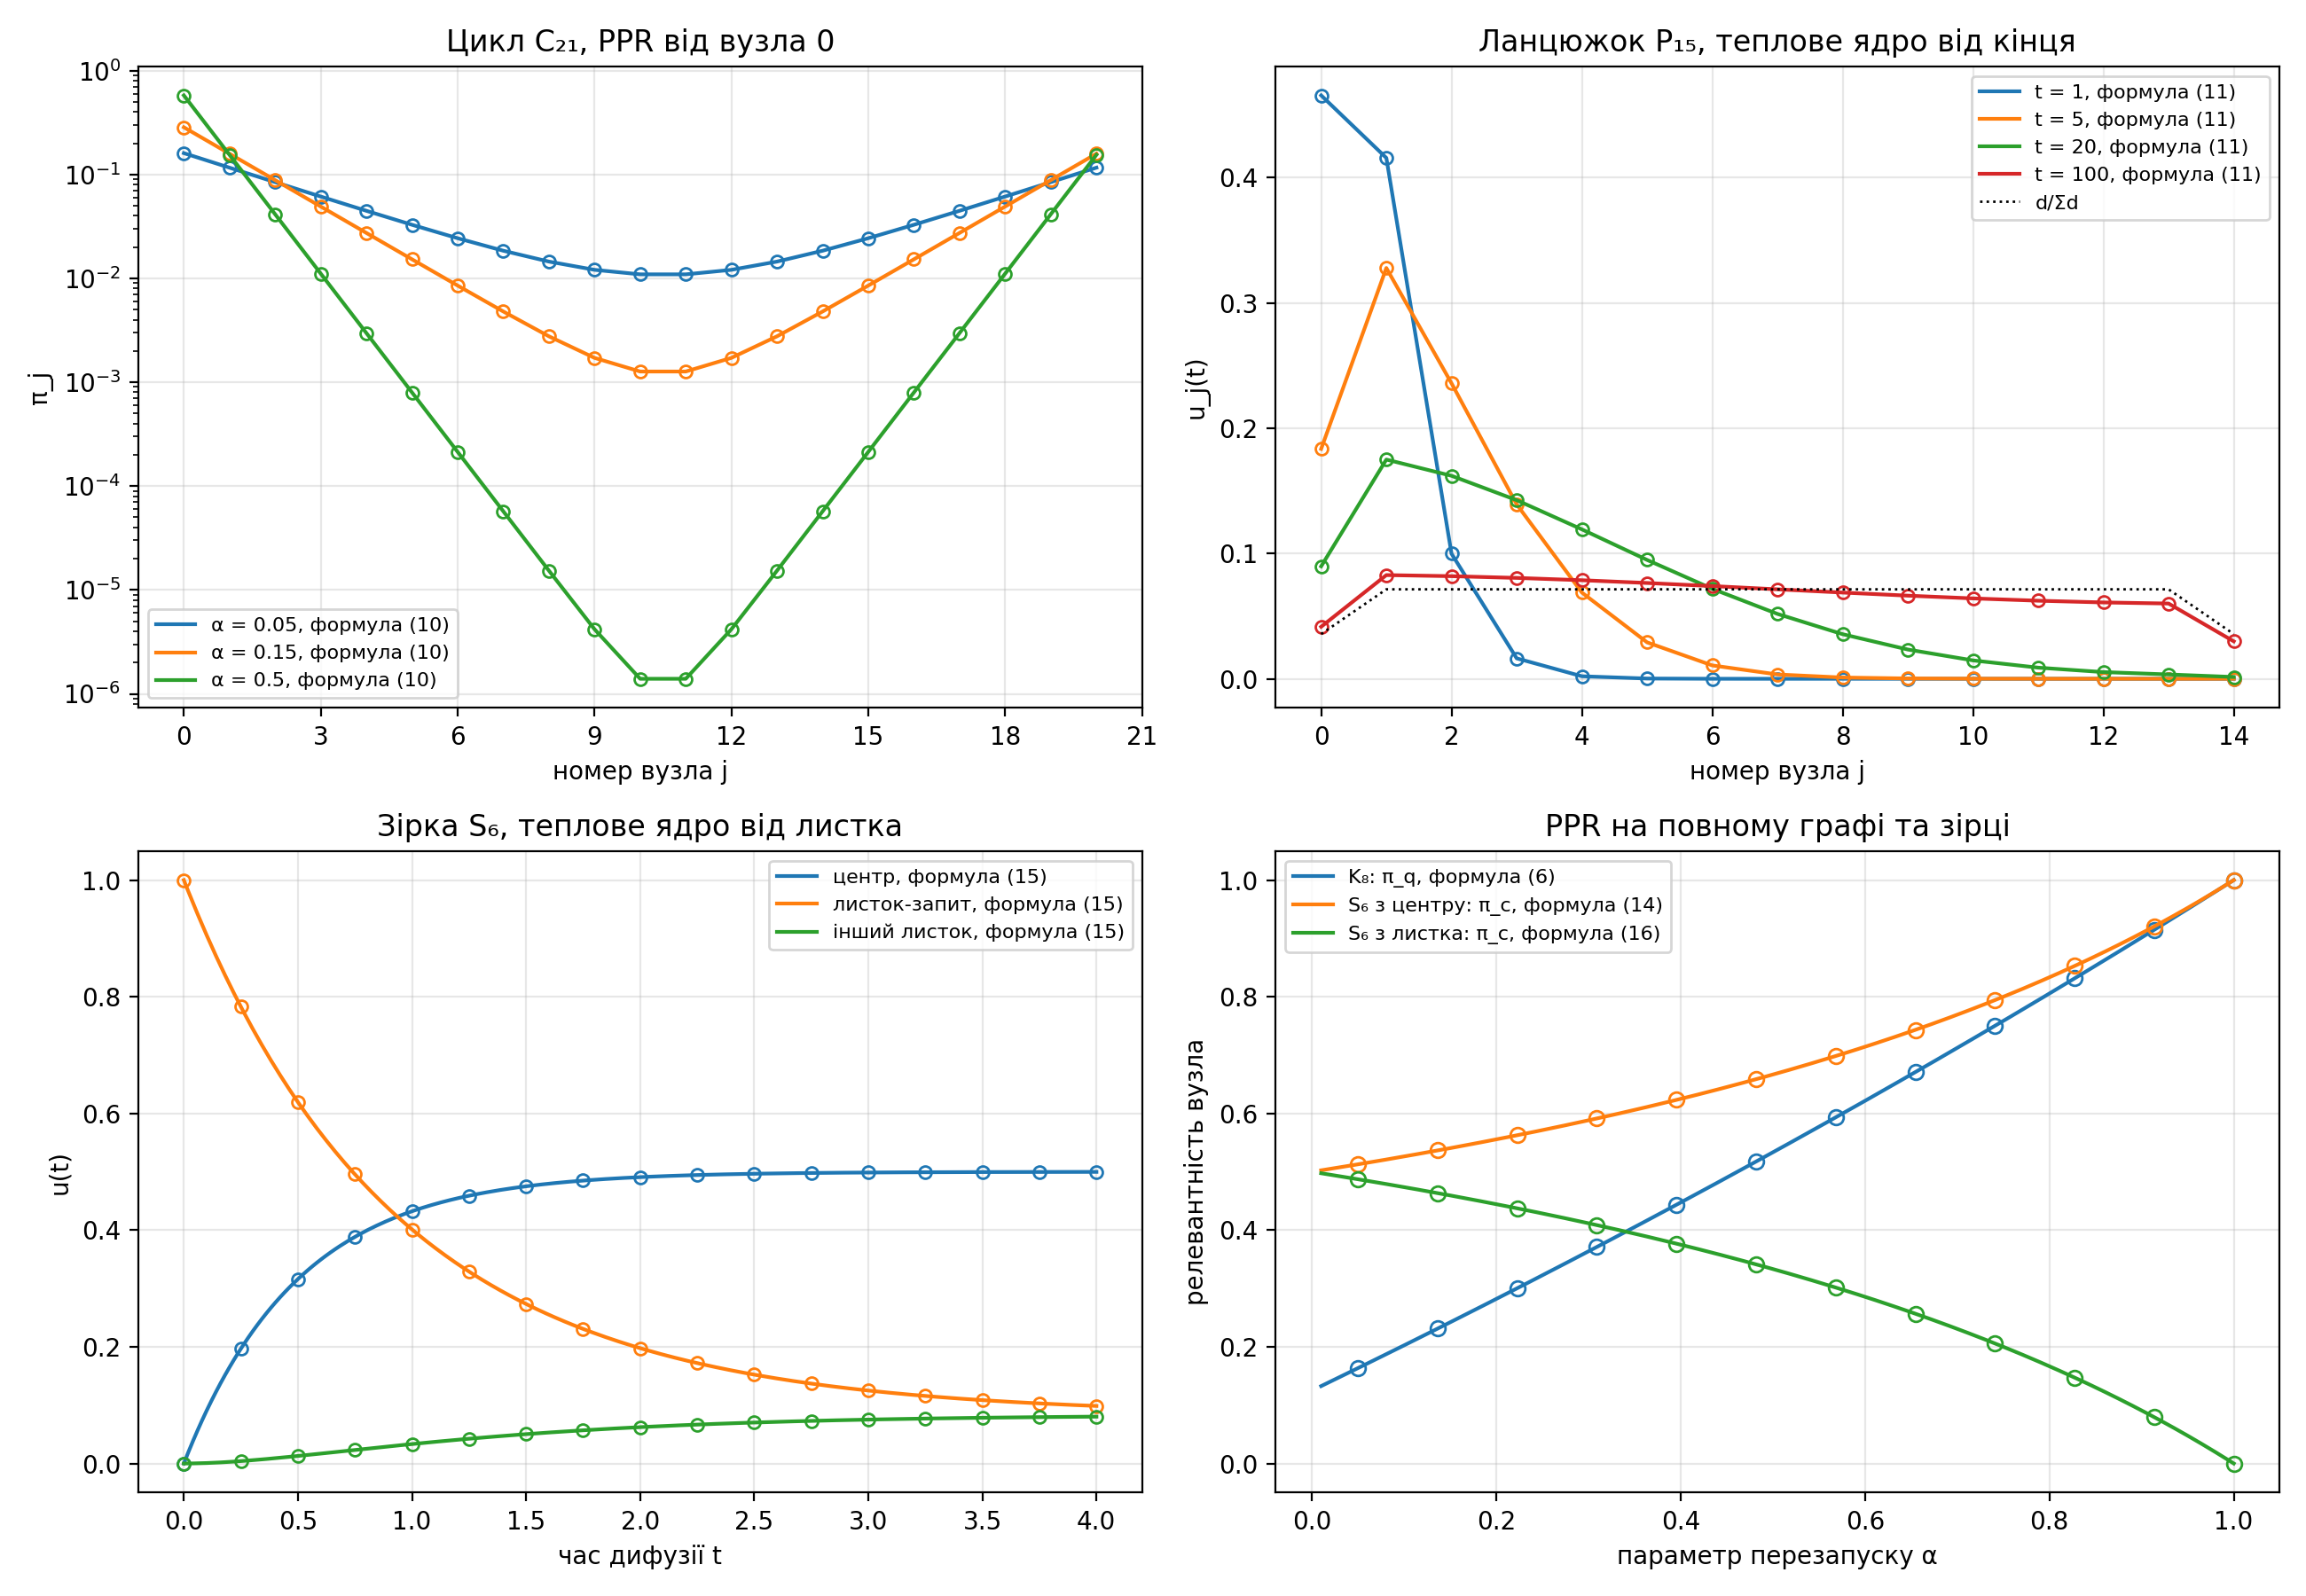 Цикл C₂₁, PPR від вузла 0
10⁰
10⁻¹
10⁻²
10⁻³
10⁻⁴
10⁻⁵
10⁻⁶
π_j
α = 0.05, формула (10)
α = 0.15, формула (10)
α = 0.5, формула (10)
0 3 6 9 12 15 18 21
номер вузла j
Ланцюжок P₁₅, теплове ядро від кінця
0.4
0.3
0.2
0.1
0.0
u_j(t)
t = 1, формула (11)
t = 5, формула (11)
t = 20, формула (11)
t = 100, формула (11)
d/Σd
0 2 4 6 8 10 12 14
номер вузла j
Зірка S₆, теплове ядро від листка
1.0
0.8
0.6
0.4
0.2
0.0
u(t)
центр, формула (15)
листок-запит, формула (15)
інший листок, формула (15)
0.0 0.5 1.0 1.5 2.0 2.5 3.0 3.5 4.0
час дифузії t
PPR на повному графі та зірці
1.0
0.8
0.6
0.4
0.2
0.0
релевантність вузла
K₈: π_q, формула (6)
S₆ з центру: π_c, формула (14)
S₆ з листка: π_c, формула (16)
0.0 0.2 0.4 0.6 0.8 1.0
параметр перезапуску α